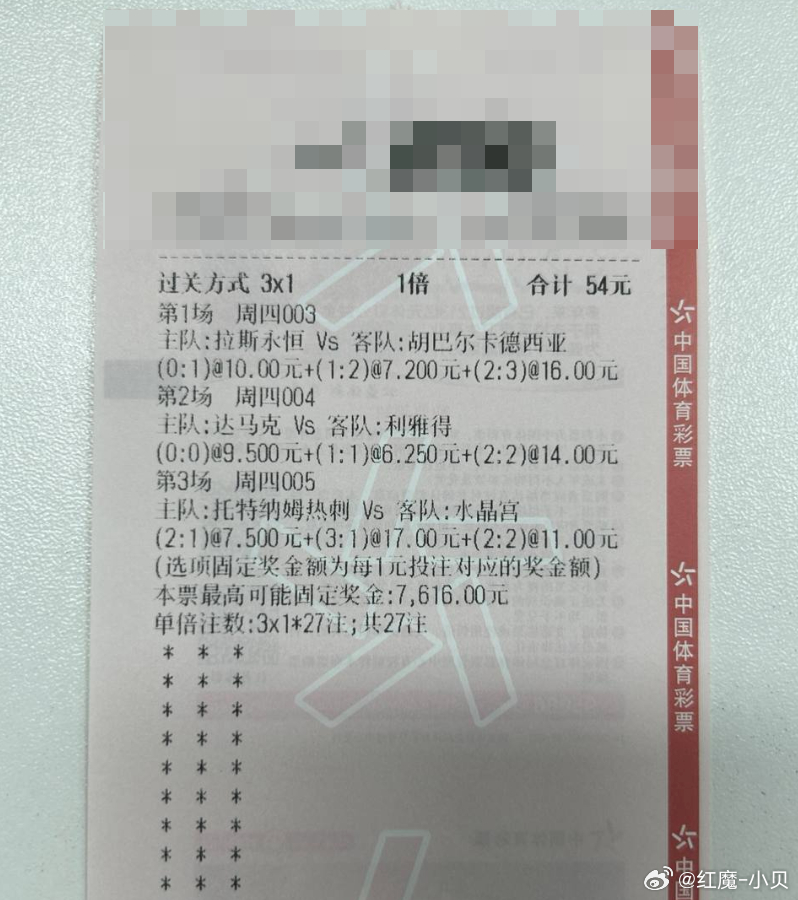 过关方式 3x1 1倍 合计 54元
第1场 周四003
主队:拉斯永恒 Vs 客队:胡巴尔卡德西亚
(0:1)@10.00元+(1:2)@7.200元+(2:3)@16.00元
第2场 周四004
主队:达马克 Vs 客队:利雅得
(0:0)@9.500元+(1:1)@6.250元+(2:2)@14.00元
第3场 周四005
主队:托特纳姆热刺 Vs 客队:水晶宫
(2:1)@7.500元+(3:1)@17.00元+(2:2)@11.00元
(选项固定奖金额为每1元投注对应的奖金额)
本票最高可能固定奖金:7,616.00元
单倍注数:3x1*27注;共27注
* * *
* * *
* * *
* * *
* * *
* * *
* * *
* * *
* * *
中国体育彩票
中国体育彩票
中国
@红魔-小贝